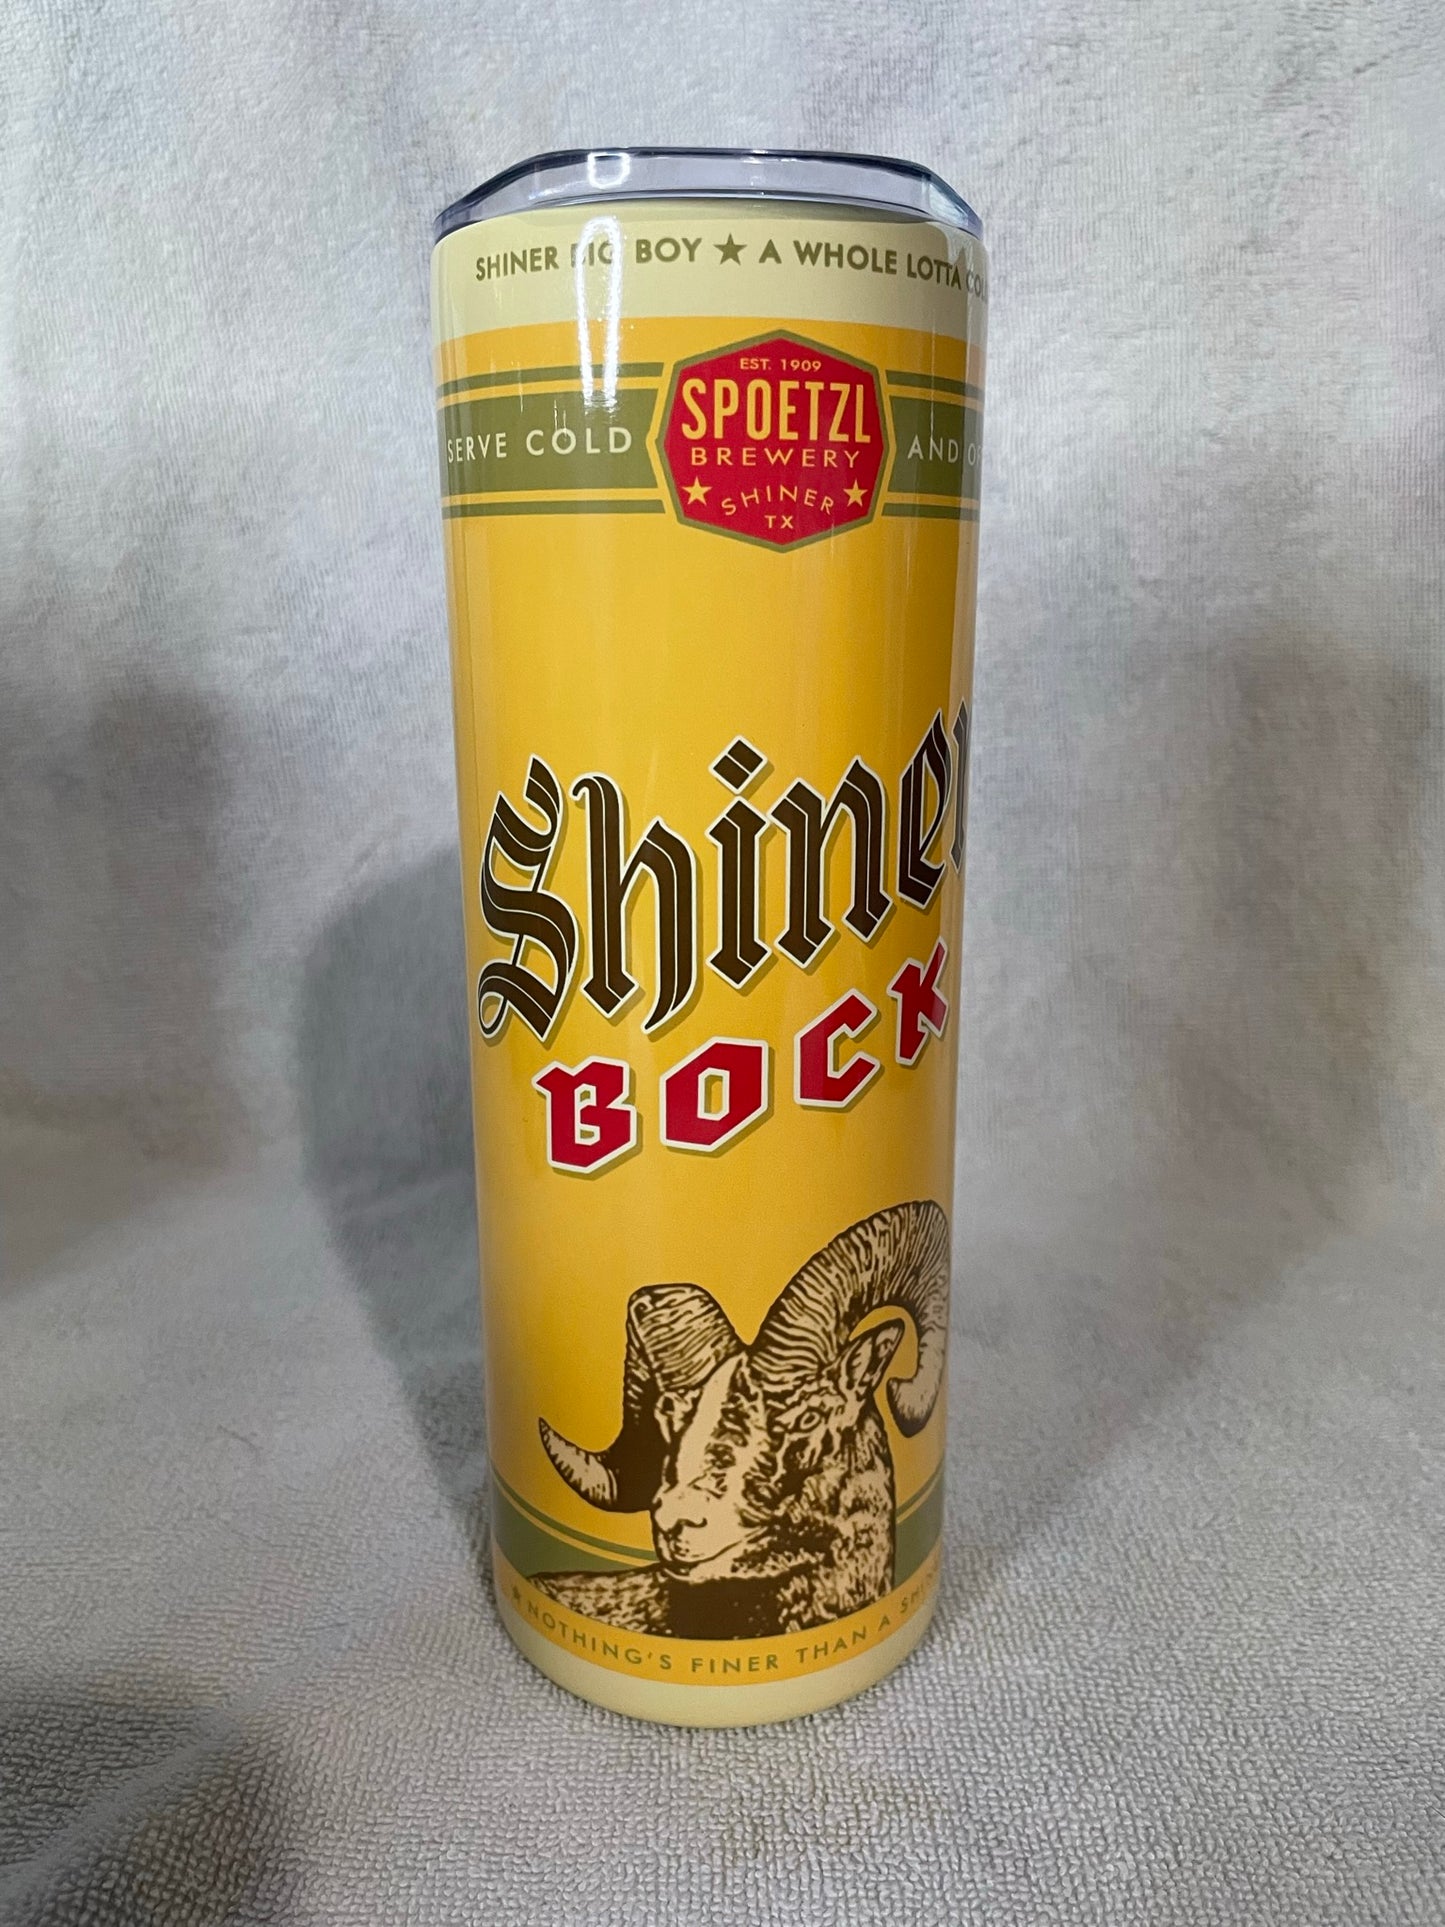 SHINER BIG BOY ★ A WHOLE LOTTA
EST. 1909
SPOETZL
BREWERY
SERVE COLD
AND
★ SHINER ★
TX
Shiner
BOCK
★ NOTHING'S FINER THAN A